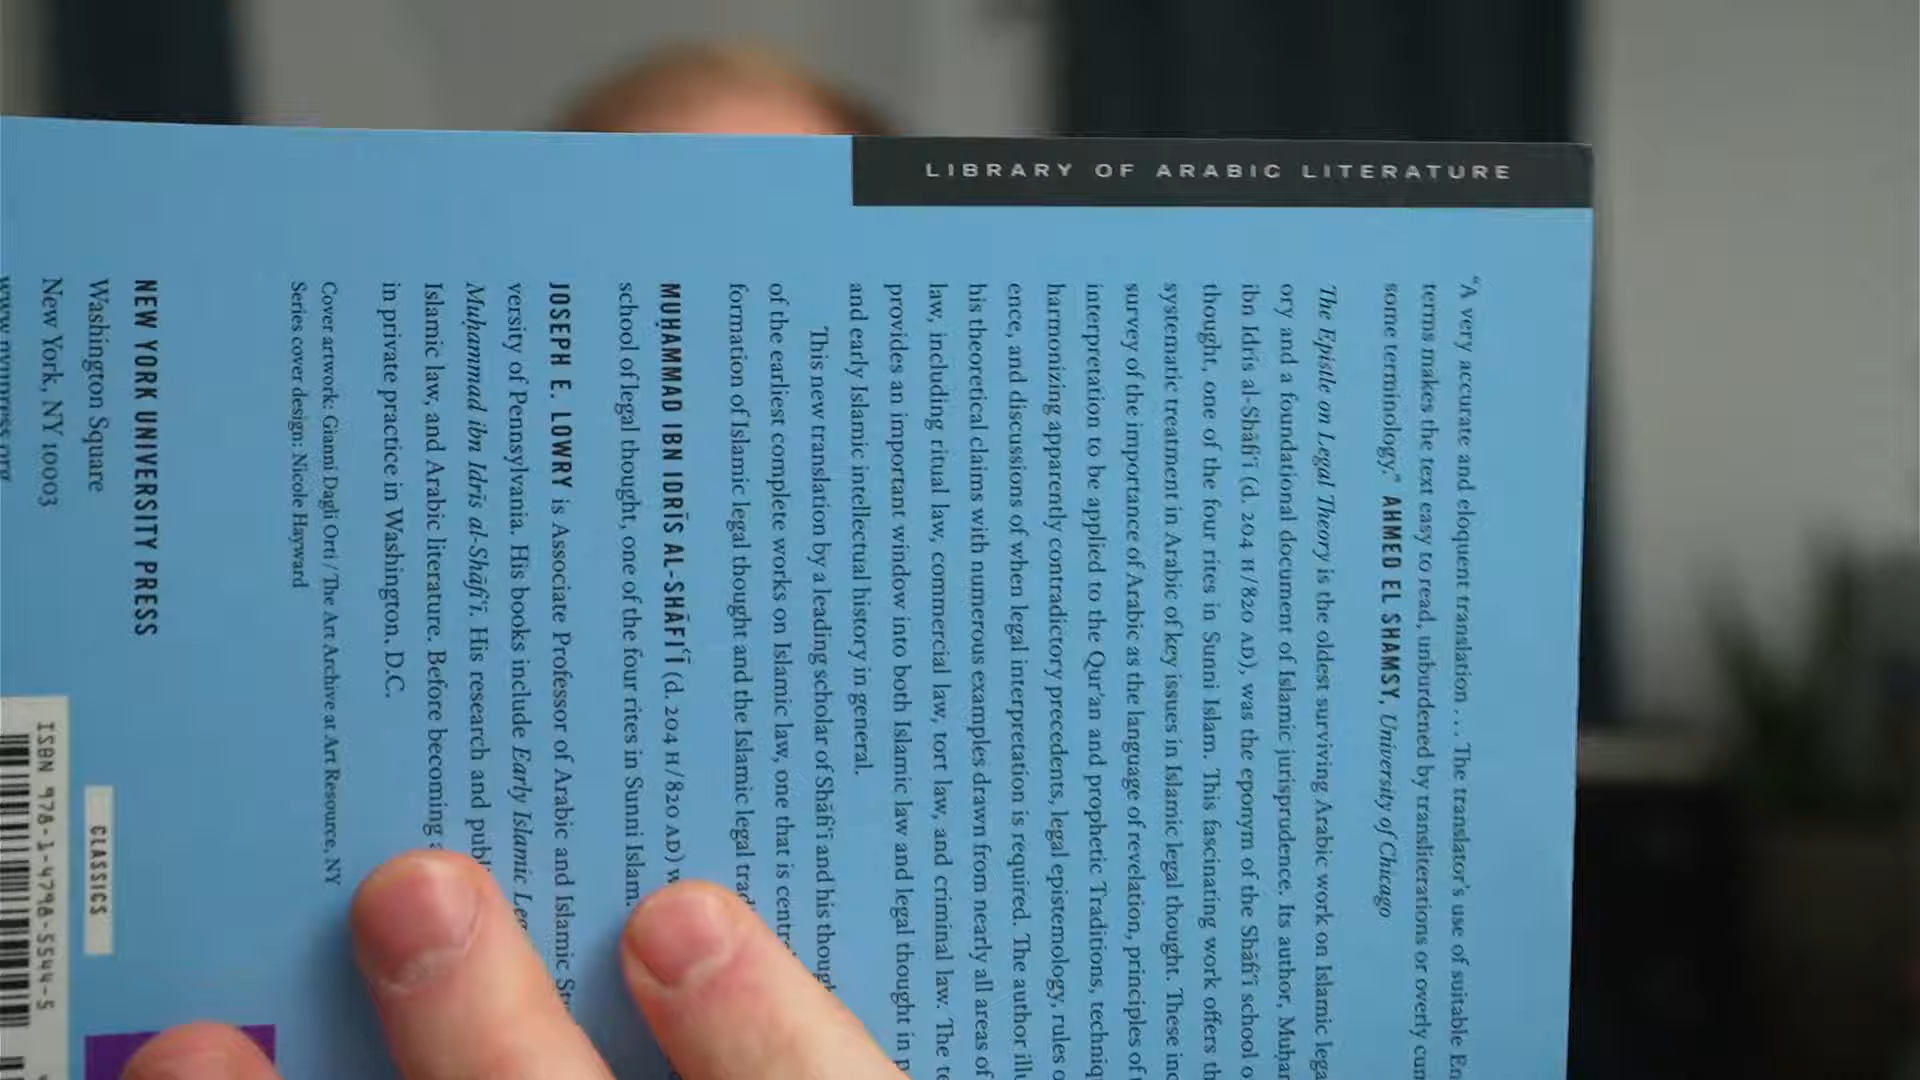 LIBRARY OF ARABIC LITERATURE
“A very accurate and eloquent translation . . . The translator’s use of suitable En
terms makes the text easy to read, unburdened by transliterations or overly cum
some terminology.” AHMED EL SHAMSY, University of Chicago
The Epistle on Legal Theory is the oldest surviving Arabic work on Islamic lega
ory and a foundational document of Islamic jurisprudence. Its author, Muḥam
ibn Idrīs al-Shāfiʿī (d. 204 H/820 AD), was the eponym of the Shāfiʿī school o
thought, one of the four rites in Sunni Islam. This fascinating work offers th
systematic treatment in Arabic of key issues in Islamic legal thought. These inc
survey of the importance of Arabic as the language of revelation, principles of
interpretation to be applied to the Qurʾan and prophetic Traditions, techniq
harmonizing apparently contradictory precedents, legal epistemology, rules o
ence, and discussions of when legal interpretation is required. The author illu
his theoretical claims with numerous examples drawn from nearly all areas of
law, including ritual law, commercial law, tort law, and criminal law. The te
provides an important window into both Islamic law and legal thought in p
and early Islamic intellectual history in general.
This new translation by a leading scholar of Shāfiʿī and his though
of the earliest complete works on Islamic law, one that is centra
formation of Islamic legal thought and the Islamic legal trad
MUḤAMMAD IBN IDRĪS AL-SHĀFIʿĪ (d. 204 H/820 AD) w
school of legal thought, one of the four rites in Sunni Islam.
JOSEPH E. LOWRY is Associate Professor of Arabic and Islamic Stu
versity of Pennsylvania. His books include Early Islamic Leg
Muḥammad ibn Idrīs al-Shāfiʿī. His research and publ
Islamic law, and Arabic literature. Before becoming a
in private practice in Washington, D.C.
Cover artwork: Gianni Dagli Orti / The Art Archive at Art Resource, NY
Series cover design: Nicole Hayward
NEW YORK UNIVERSITY PRESS
Washington Square
New York, NY 10003
www.nyupress.org
CLASSICS
ISBN 978-1-4798-5544-5